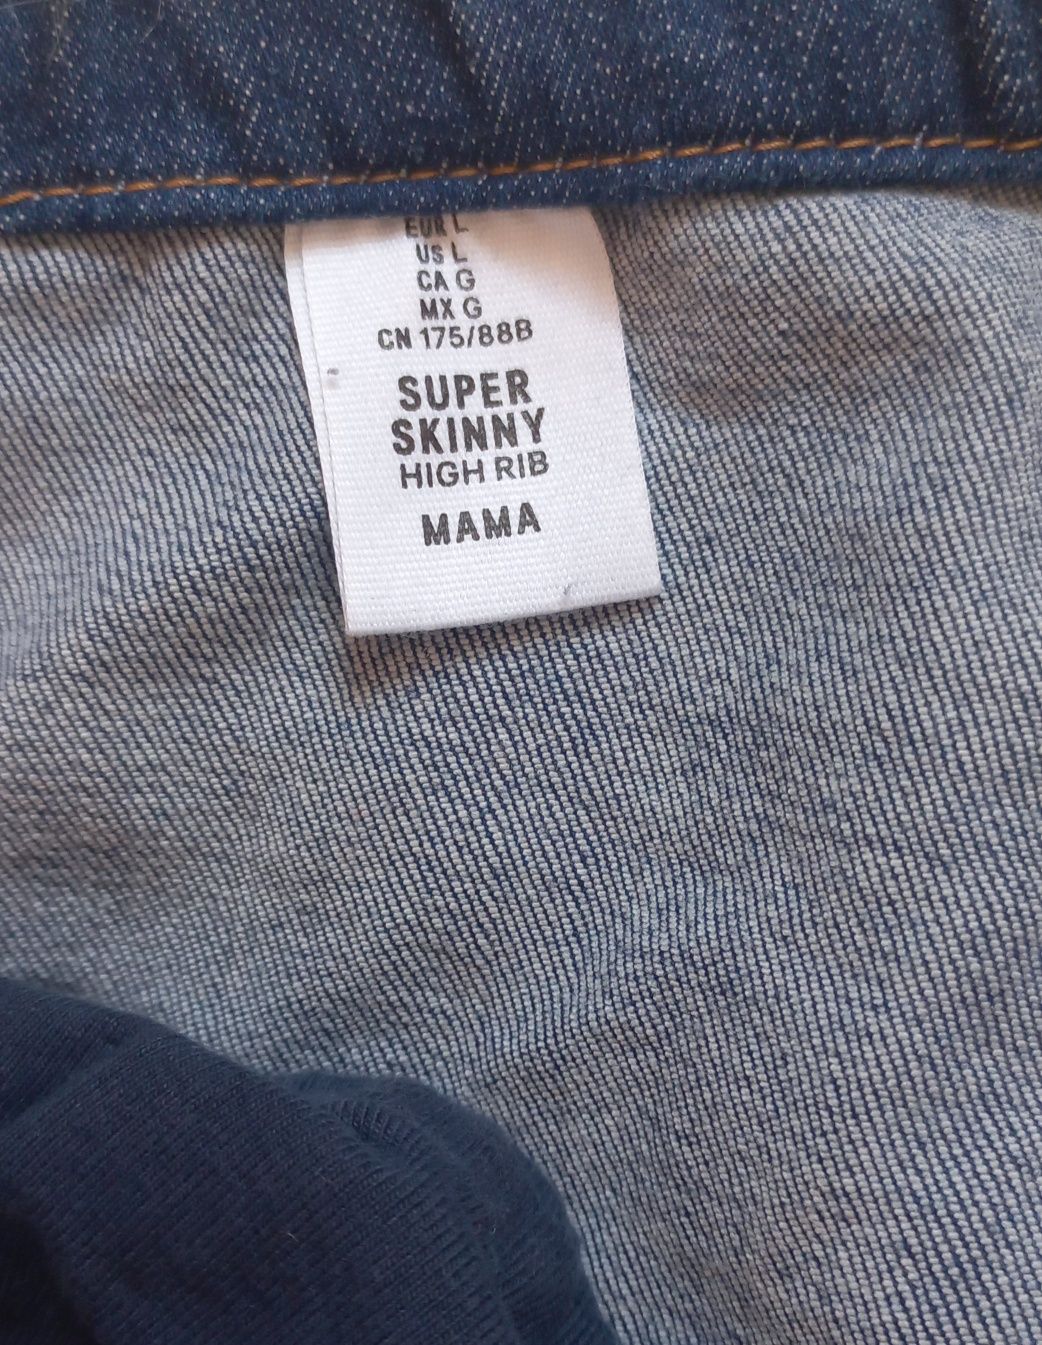 EUR L
US L
CA G
MX G
CN 175/88B
SUPER
SKINNY
HIGH RIB
MAMA